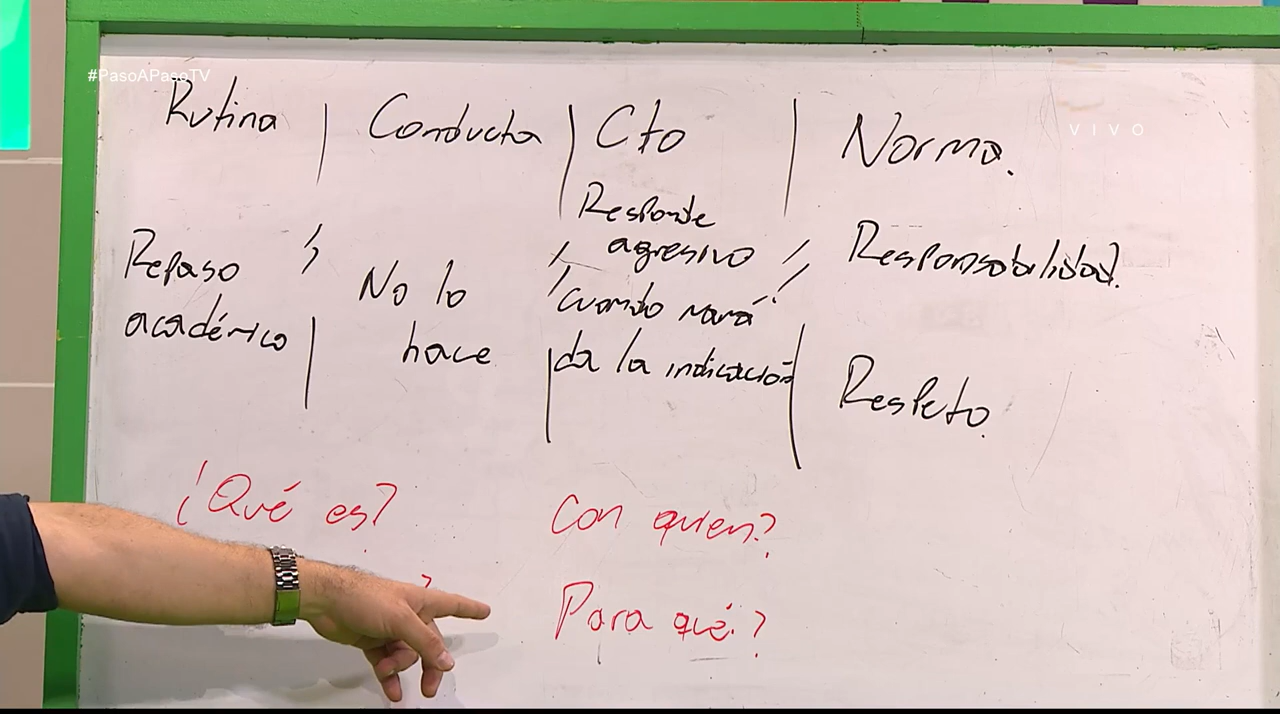 #PasoAPasoTV
VIVO
Rutina Conducta Cto Norma.
Repaso
académico
No lo
hace
Responde
agresivo
cuando mamá
da la indicación
Responsabilidad.
Respeto.
¿Qué es? Con quien?
? Para qué?